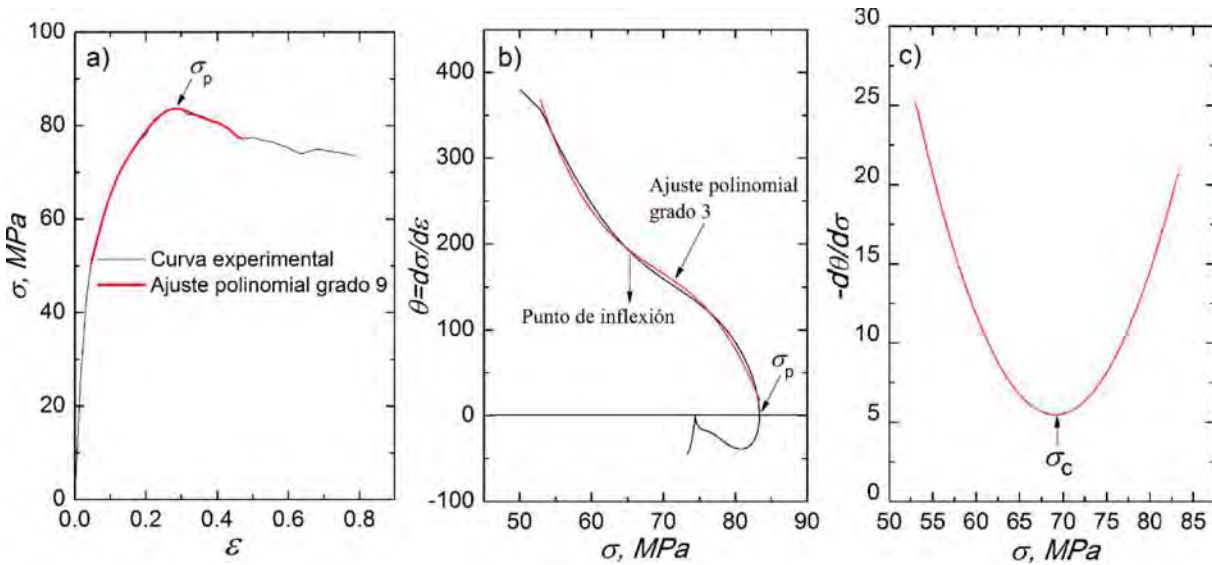 a)
σp
Curva experimental
Ajuste polinomial grado 9
σ, MPa
100
80
60
40
20
0
0.0 0.2 0.4 0.6 0.8
ε
b)
Ajuste polinomial
grado 3
Punto de inflexión
σp
θ=dσ/dε
400
300
200
100
0
-100
50 60 70 80 90
σ, MPa
c)
σc
-dθ/dσ
30
25
20
15
10
5
0
50 55 60 65 70 75 80 85
σ, MPa